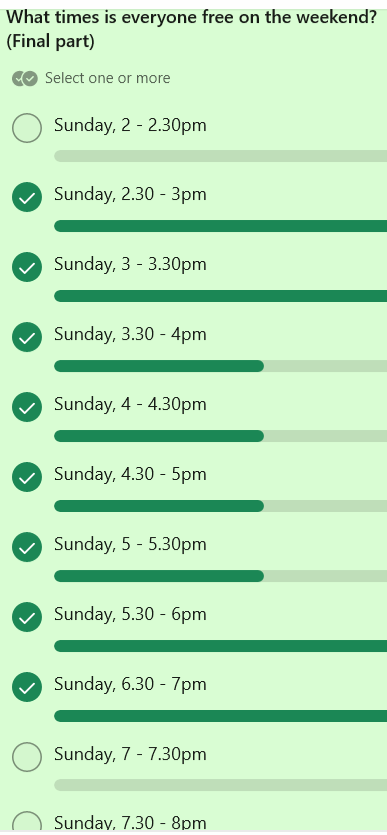 What times is everyone free on the weekend?
(Final part)
Select one or more
Sunday, 2 - 2.30pm
Sunday, 2.30 - 3pm
Sunday, 3 - 3.30pm
Sunday, 3.30 - 4pm
Sunday, 4 - 4.30pm
Sunday, 4.30 - 5pm
Sunday, 5 - 5.30pm
Sunday, 5.30 - 6pm
Sunday, 6.30 - 7pm
Sunday, 7 - 7.30pm
Sunday, 7.30 - 8pm